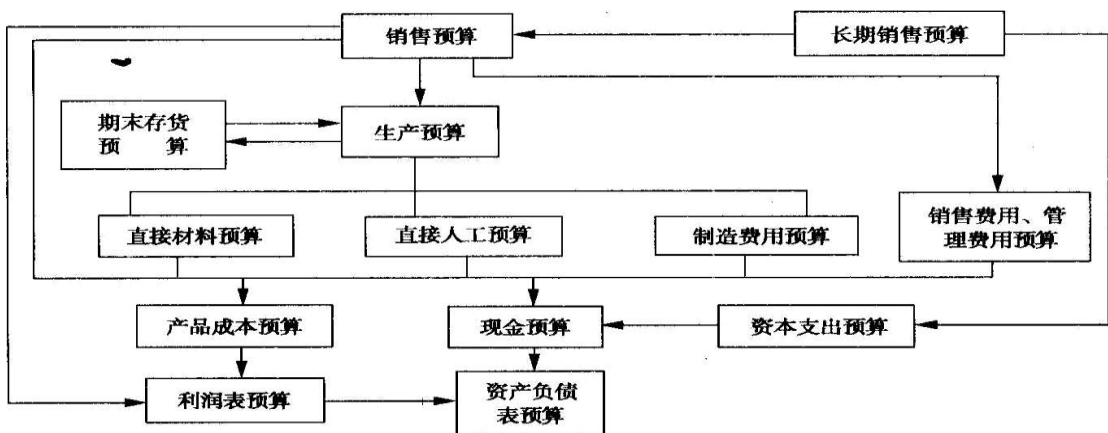 销售预算
长期销售预算
期末存货
预 算
生产预算
直接材料预算
直接人工预算
制造费用预算
销售费用、管
理费用预算
产品成本预算
现金预算
资本支出预算
利润表预算
资产负债
表预算